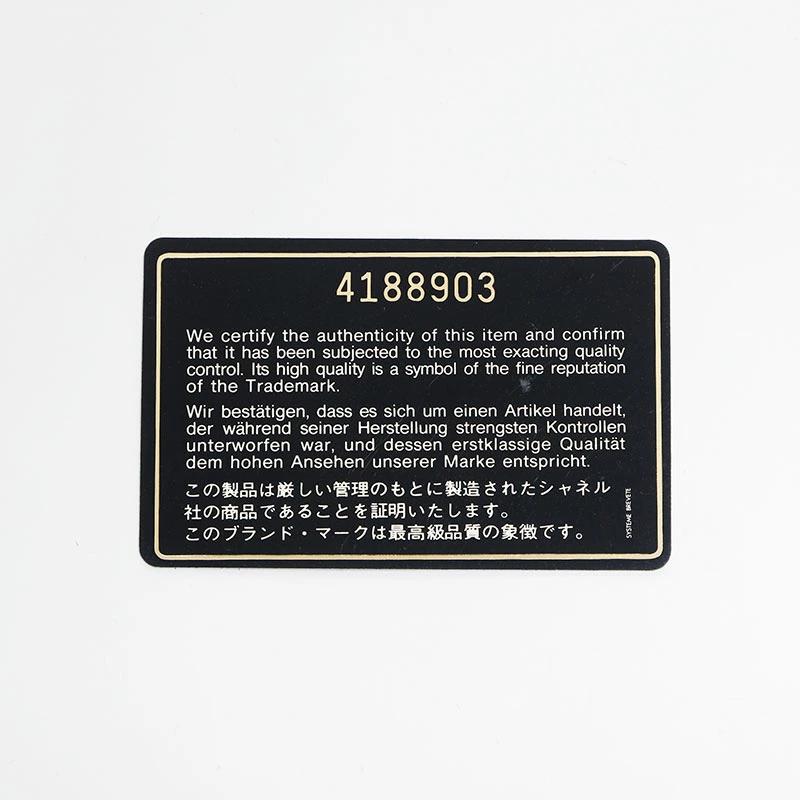 4188903
We certify the authenticity of this item and confirm
that it has been subjected to the most exacting quality
control. Its high quality is a symbol of the fine reputation
of the Trademark.
Wir bestätigen, dass es sich um einen Artikel handelt,
der während seiner Herstellung strengsten Kontrollen
unterworfen war, und dessen erstklassige Qualität
dem hohen Ansehen unserer Marke entspricht.
この製品は厳しい管理のもとに製造されたシャネル
社の商品であることを証明いたします。
このブランド・マークは最高級品質の象徴です。
SYSTEME BREVETE